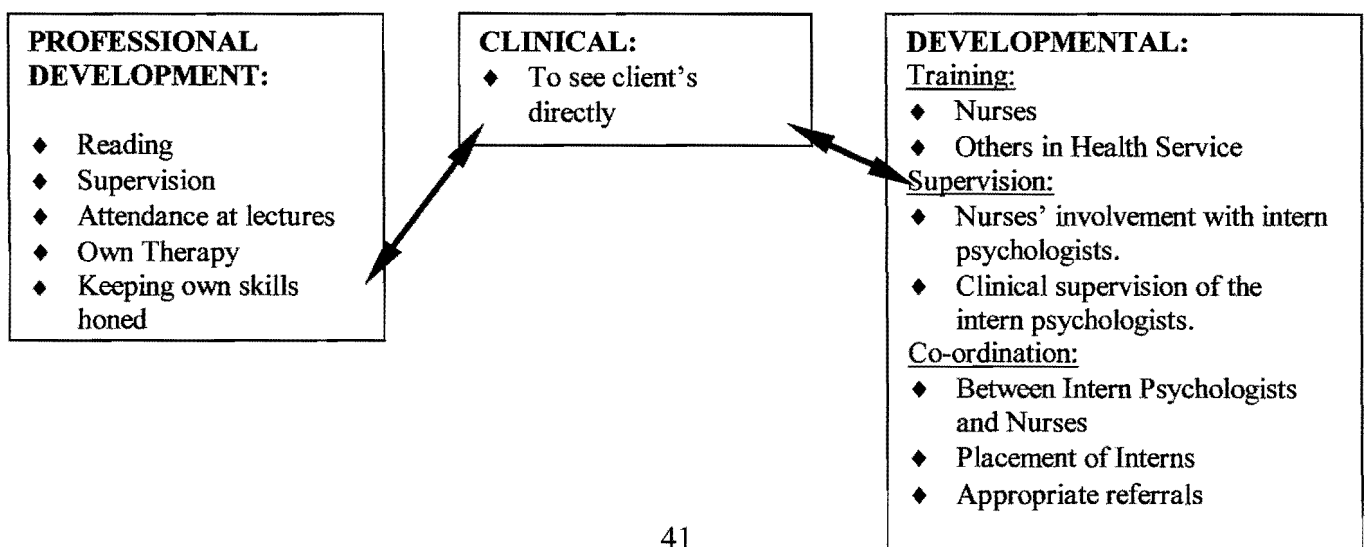 PROFESSIONAL
DEVELOPMENT:
♦ Reading
♦ Supervision
♦ Attendance at lectures
♦ Own Therapy
♦ Keeping own skills
honed
CLINICAL:
♦ To see client's
directly
DEVELOPMENTAL:
Training:
♦ Nurses
♦ Others in Health Service
Supervision:
♦ Nurses' involvement with intern
psychologists.
♦ Clinical supervision of the
intern psychologists.
Co-ordination:
♦ Between Intern Psychologists
and Nurses
♦ Placement of Interns
♦ Appropriate referrals
41